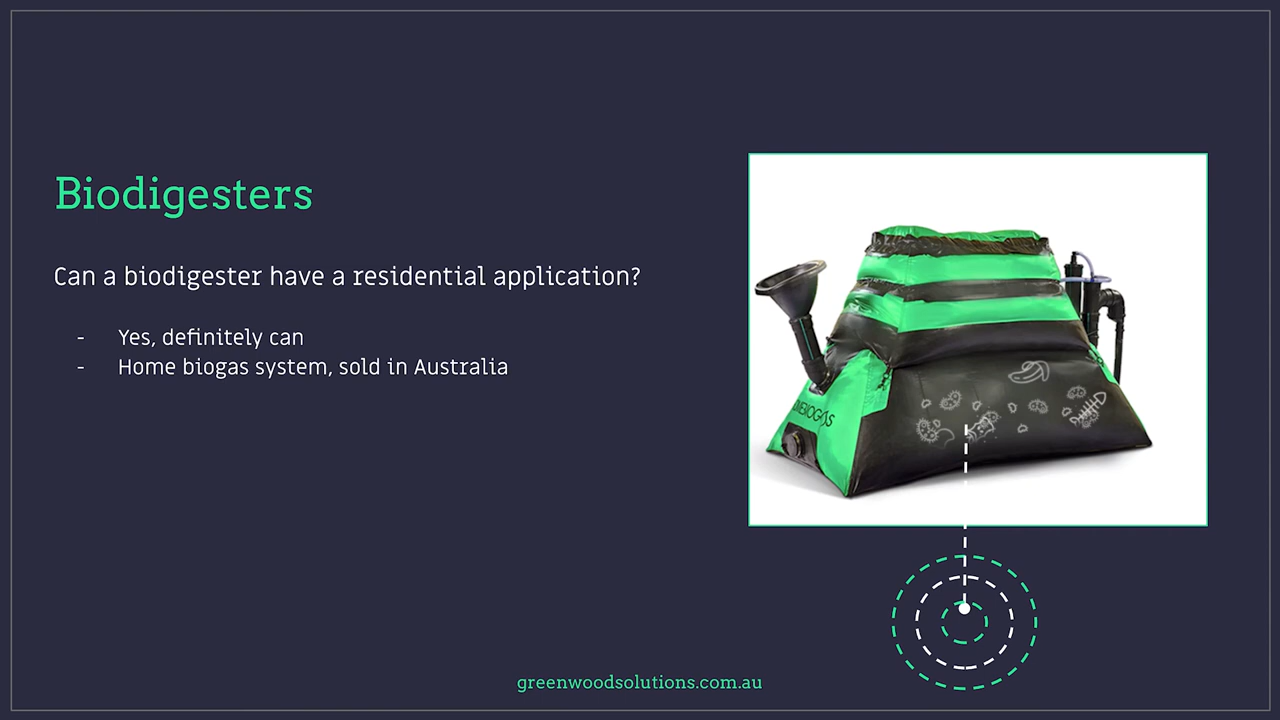 Biodigesters
Can a biodigester have a residential application?
- Yes, definitely can
- Home biogas system, sold in Australia
greenwoodsolutions.com.au